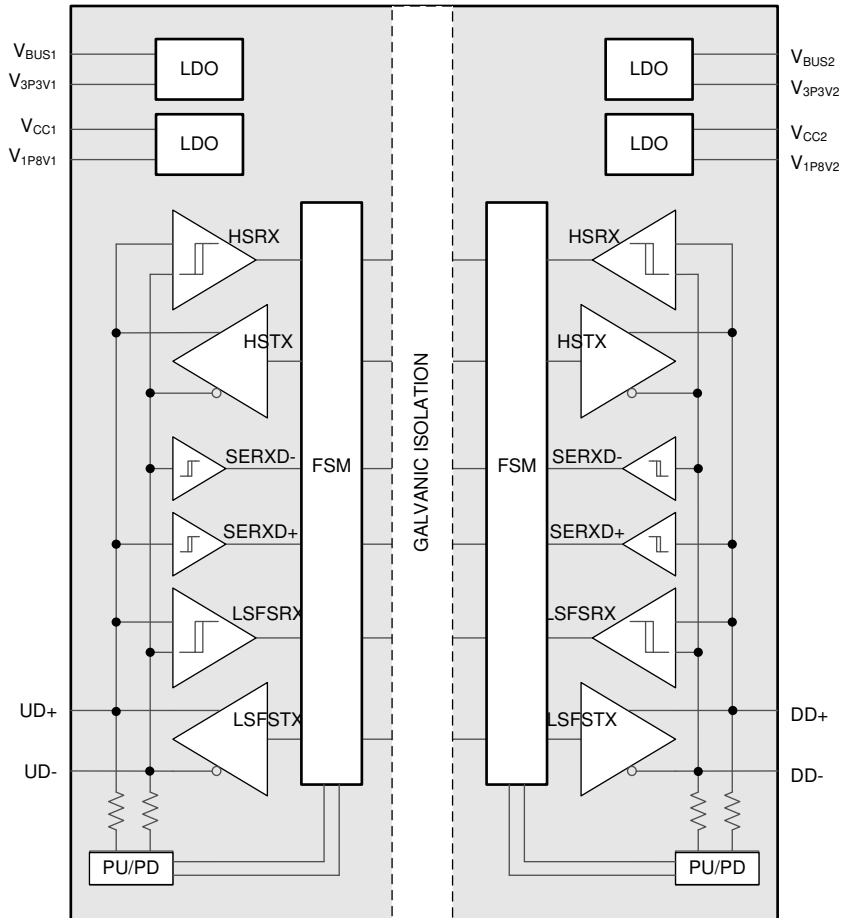 VBUS1
LDO
LDO
VBUS2
V3P3V1
V3P3V2
VCC1
LDO
LDO
VCC2
V1P8V1
V1P8V2
HSRX
HSRX
HSTX
HSTX
SERXD-
FSM
GALVANIC ISOLATION
FSM
SERXD-
SERXD+
SERXD+
LSFSRX
LSFSRX
UD+
LSFSTX
LSFSTX
DD+
UD-
DD-
PU/PD
PU/PD